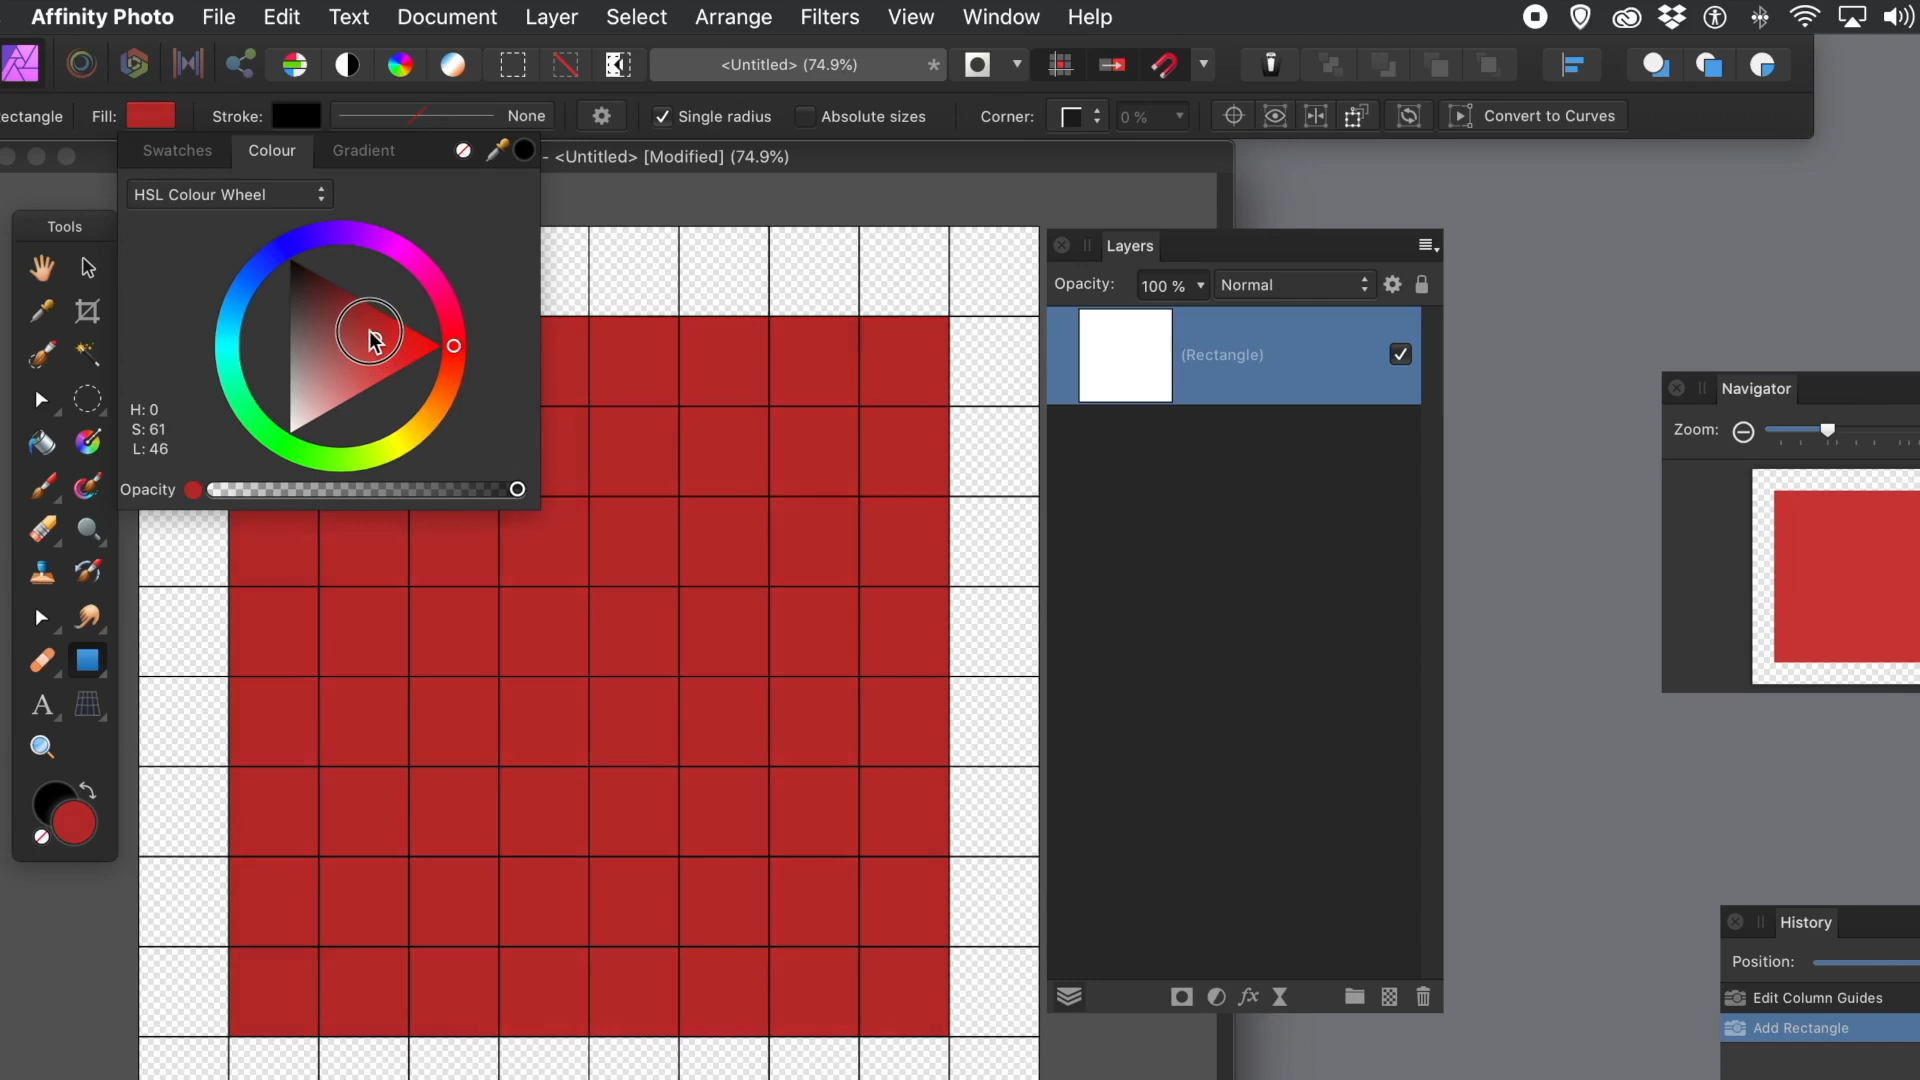 Affinity Photo File Edit Text Document Layer Select Arrange Filters View Window Help
<Untitled> (74.9%) *
ectangle Fill: Stroke: None Single radius Absolute sizes Corner: 0 % Convert to Curves
Swatches Colour Gradient
- <Untitled> [Modified] (74.9%)
HSL Colour Wheel
Tools
H: 0
S: 61
L: 46
Opacity
A
Layers
Opacity: 100 % Normal
(Rectangle)
fx
Navigator
Zoom:
History
Position:
Edit Column Guides
Add Rectangle